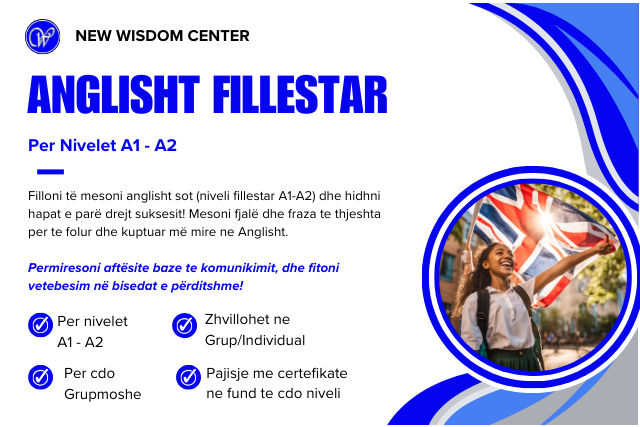 NEW WISDOM CENTER
ANGLISHT FILLESTAR
Per Nivelet A1 - A2
Filloni të mesoni anglisht sot (niveli fillestar A1-A2) dhe hidhni
hapat e parë drejt suksesit! Mesoni fjalë dhe fraza te thjeshta
per te folur dhe kuptuar më mire ne Anglisht.
Permiresoni aftësite baze te komunikimit, dhe fitoni
vetebesim në bisedat e përditshme!
Per nivelet
A1 - A2
Zhvillohet ne
Grup/Individual
Per cdo
Grupmoshe
Pajisje me certefikate
ne fund te cdo niveli